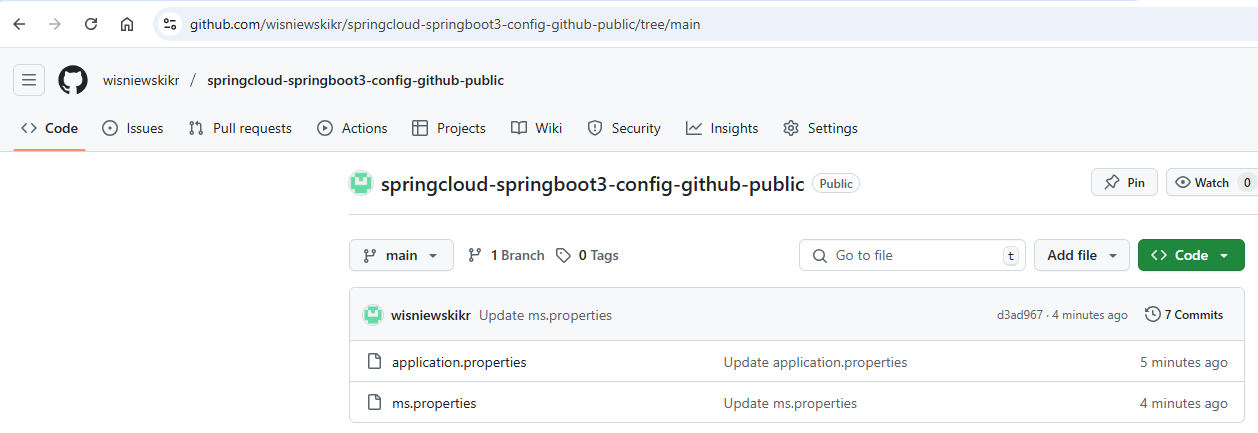 github.com/wisniewskikr/springcloud-springboot3-config-github-public/tree/main
wisniewskikr / springcloud-springboot3-config-github-public
Code Issues Pull requests Actions Projects Wiki Security Insights Settings
springcloud-springboot3-config-github-public Public Pin Watch 0
main 1 Branch 0 Tags Go to file t Add file Code
wisniewskikr Update ms.properties d3ad967 · 4 minutes ago 7 Commits
application.properties Update application.properties 5 minutes ago
ms.properties Update ms.properties 4 minutes ago